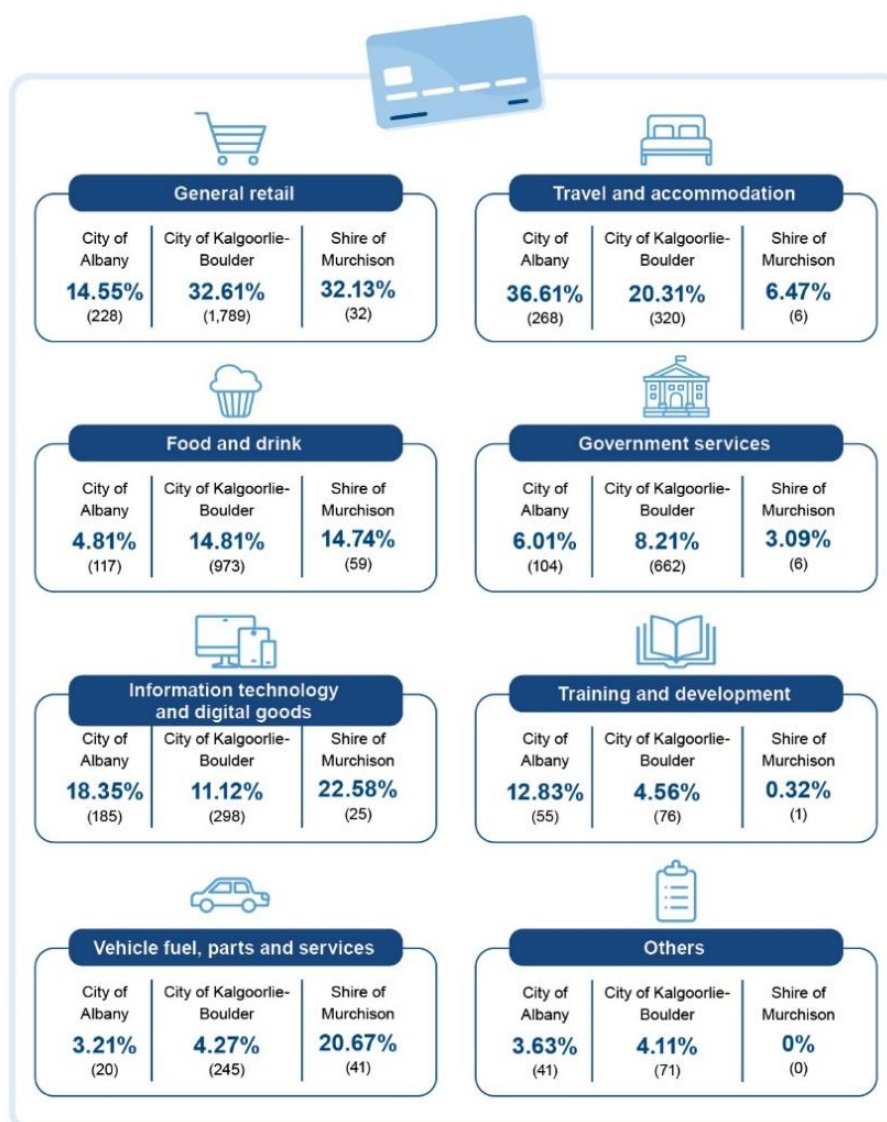 General retail
City of Albany
14.55%
(228)
City of Kalgoorlie-Boulder
32.61%
(1,789)
Shire of Murchison
32.13%
(32)
Travel and accommodation
City of Albany
36.61%
(268)
City of Kalgoorlie-Boulder
20.31%
(320)
Shire of Murchison
6.47%
(6)
Food and drink
City of Albany
4.81%
(117)
City of Kalgoorlie-Boulder
14.81%
(973)
Shire of Murchison
14.74%
(59)
Government services
City of Albany
6.01%
(104)
City of Kalgoorlie-Boulder
8.21%
(662)
Shire of Murchison
3.09%
(6)
Information technology
and digital goods
City of Albany
18.35%
(185)
City of Kalgoorlie-Boulder
11.12%
(298)
Shire of Murchison
22.58%
(25)
Training and development
City of Albany
12.83%
(55)
City of Kalgoorlie-Boulder
4.56%
(76)
Shire of Murchison
0.32%
(1)
Vehicle fuel, parts and services
City of Albany
3.21%
(20)
City of Kalgoorlie-Boulder
4.27%
(245)
Shire of Murchison
20.67%
(41)
Others
City of Albany
3.63%
(41)
City of Kalgoorlie-Boulder
4.11%
(71)
Shire of Murchison
0%
(0)